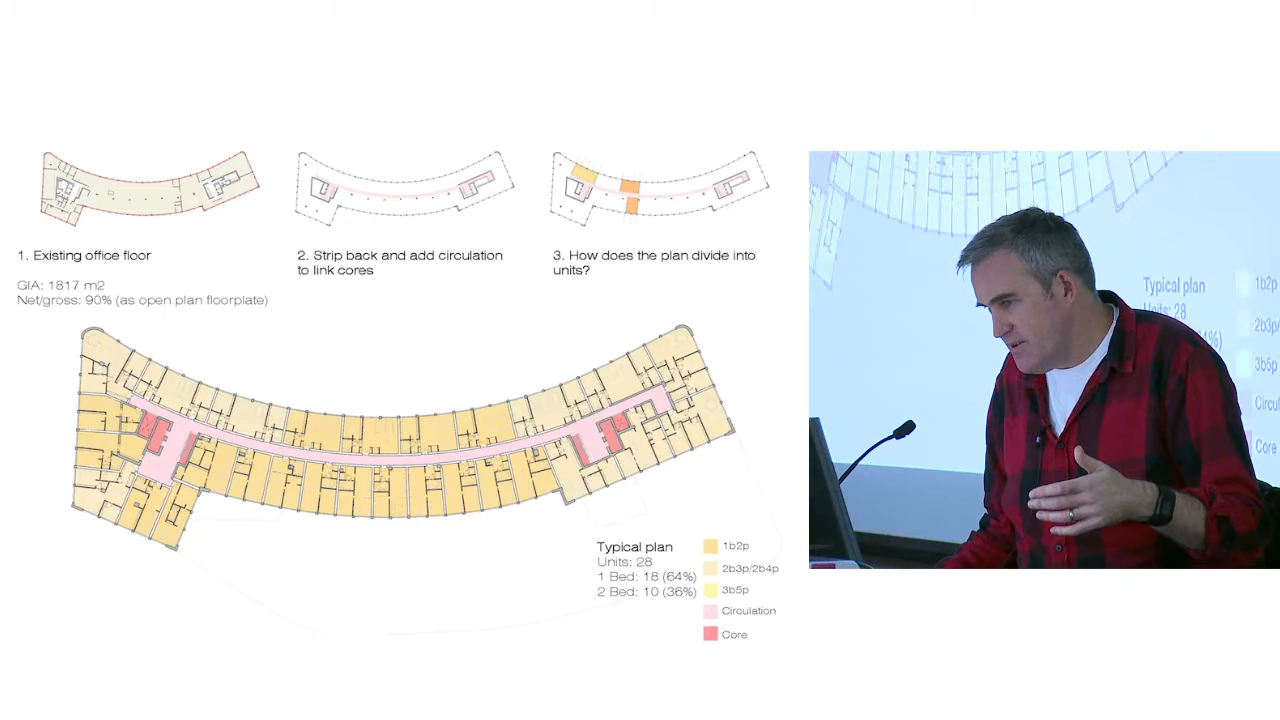 1. Existing office floor
GIA: 1817 m2
Net/gross: 90% (as open plan floorplate)
2. Strip back and add circulation
to link cores
3. How does the plan divide into
units?
Typical plan
Units: 28
1 Bed: 18 (64%)
2 Bed: 10 (36%)
1b2p
2b3p/2b4p
3b5p
Circulation
Core
Typical plan
Units: 28
1b2p
2b3p/
3b5p
Core